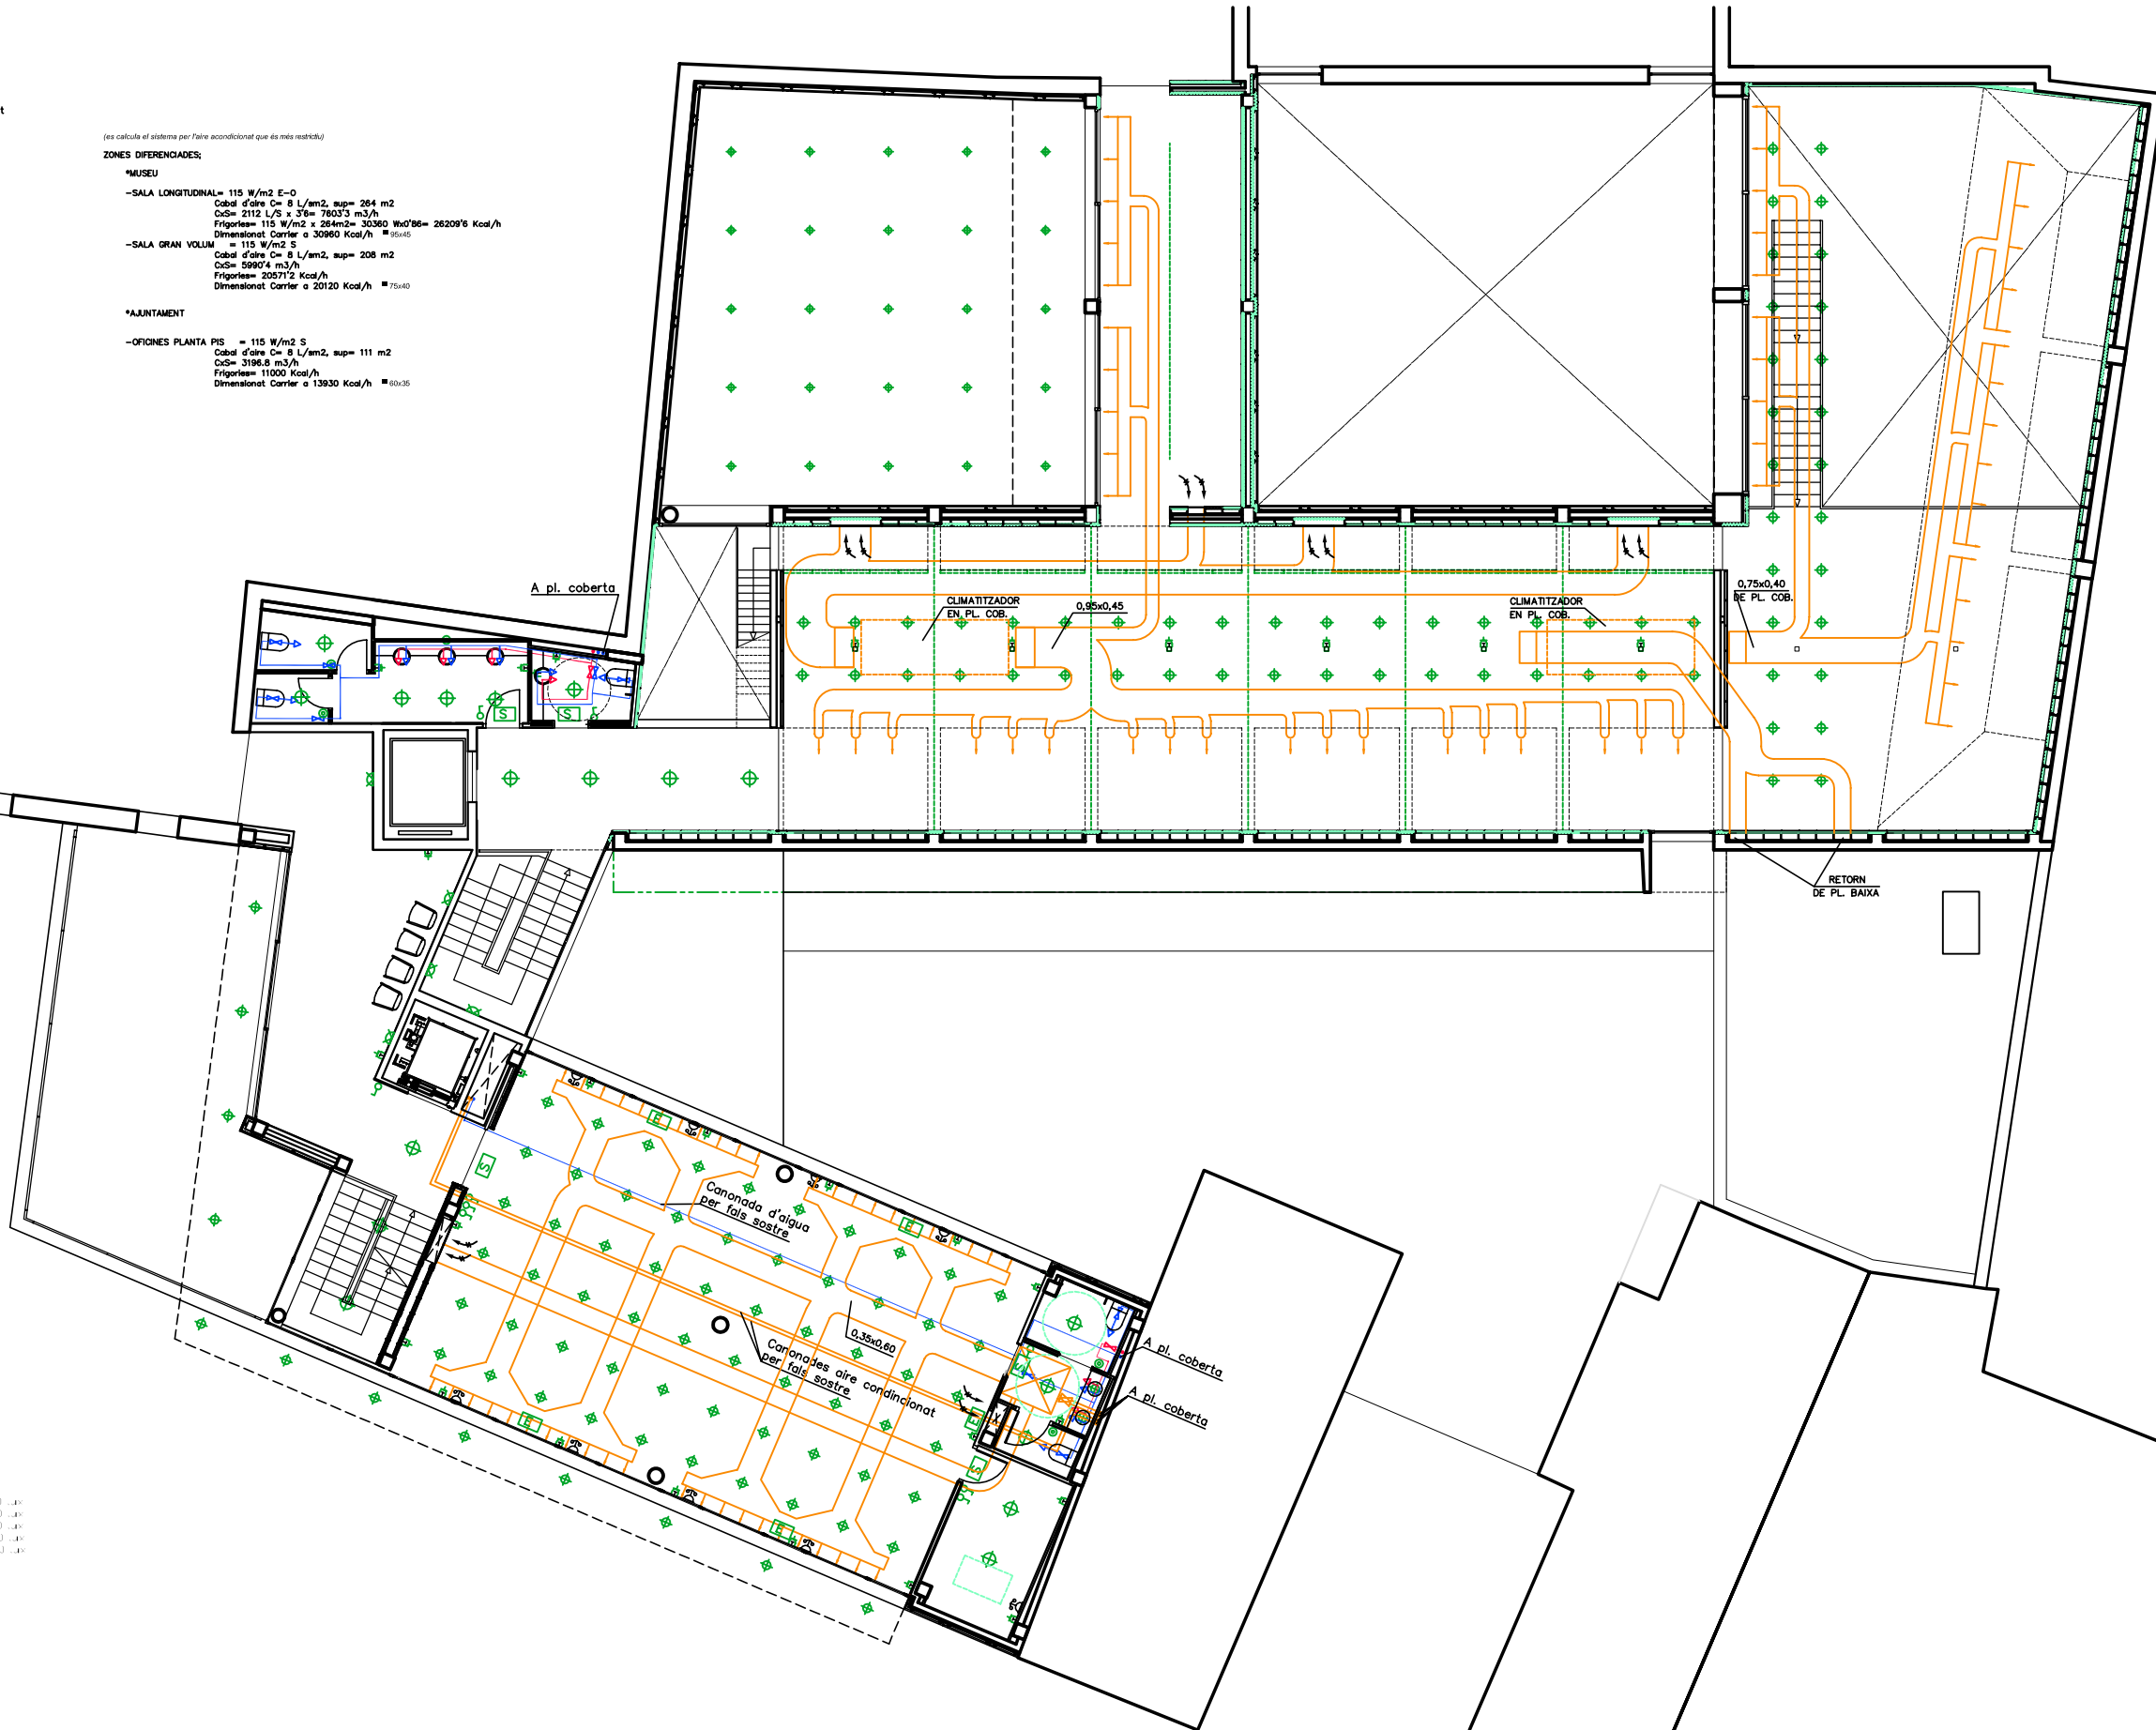 t
(es calcula el sistema per l'aire acondicionat que és més restrictiu)
ZONES DIFERENCIADES;
*MUSEU
-SALA LONGITUDINAL= 115 W/m2 E-O
Cabal d'aire C= 8 L/sm2, sup= 264 m2
CxS= 2112 L/S x 3'6= 7603'3 m3/h
Frigories= 115 W/m2 x 264m2= 30360 Wx0'86= 26209'6 Kcal/h
Dimensionat Carrier a 30960 Kcal/h 95x45
-SALA GRAN VOLUM = 115 W/m2 S
Cabal d'aire C= 8 L/sm2, sup= 208 m2
CxS= 5990'4 m3/h
Frigories= 20571'2 Kcal/h
Dimensionat Carrier a 20120 Kcal/h 75x40
*AJUNTAMENT
-OFICINES PLANTA PIS = 115 W/m2 S
Cabal d'aire C= 8 L/sm2, sup= 111 m2
CxS= 3196.8 m3/h
Frigories= 11000 Kcal/h
Dimensionat Carrier a 13930 Kcal/h 60x35
A pl. coberta
CLIMATITZADOR
EN PL. COB.
0,95x0,45
CLIMATITZADOR
EN PL. COB.
0,75x0,40
DE PL. COB.
S
S
RETORN
DE PL. BAIXA
E
S
Canonada d'aigua
per fals sostre
E
0,35x0,60
Canonades aire condincionat
per fals sostre
A pl. coberta
A pl. coberta
S
E
E
S
E